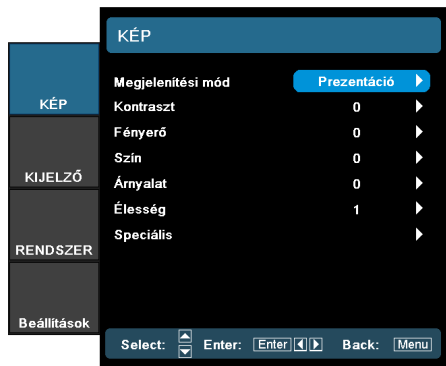 KÉP
KÉP
KIJELZŐ
RENDSZER
Beállítások
Megjelenítési mód Prezentáció
Kontraszt 0
Fényerő 0
Szín 0
Árnyalat 0
Élesség 1
Speciális
Select: Enter: Enter Back: Menu